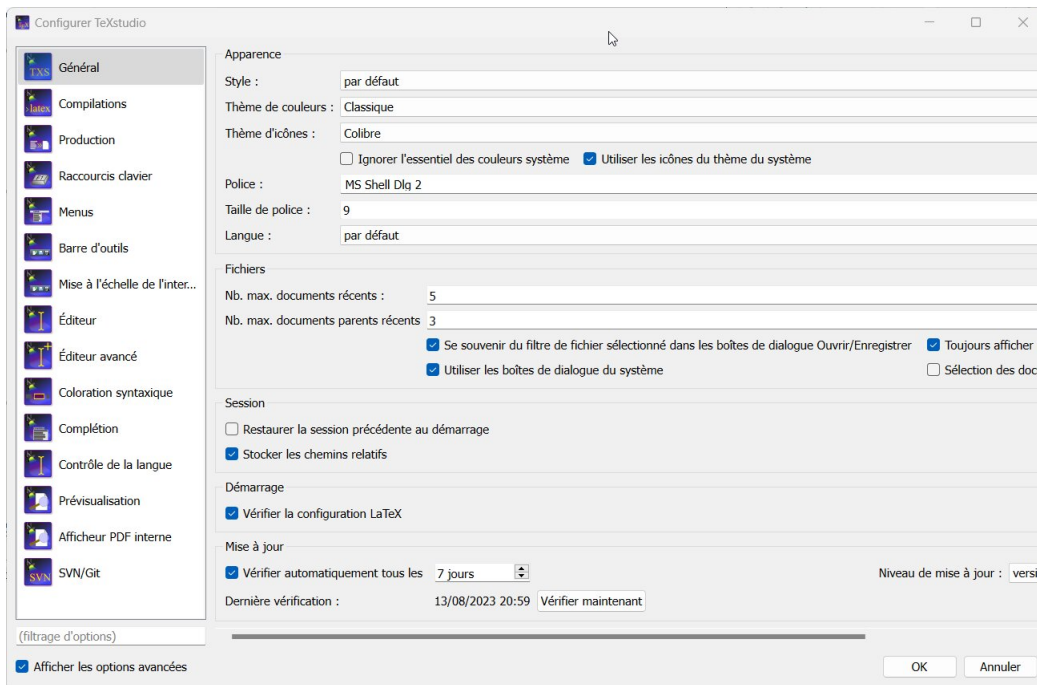 Configurer TeXstudio
TXS Général
latex Compilations
Production
Raccourcis clavier
Menus
Barre d'outils
Mise à l'échelle de l'inter...
Éditeur
Éditeur avancé
Coloration syntaxique
Complétion
Contrôle de la langue
Prévisualisation
Afficheur PDF interne
SVN SVN/Git
(filtrage d'options)
Afficher les options avancées
Apparence
Style : par défaut
Thème de couleurs : Classique
Thème d'icônes : Colibre
Ignorer l'essentiel des couleurs système Utiliser les icônes du thème du système
Police : MS Shell Dlg 2
Taille de police : 9
Langue : par défaut
Fichiers
Nb. max. documents récents : 5
Nb. max. documents parents récents 3
Se souvenir du filtre de fichier sélectionné dans les boîtes de dialogue Ouvrir/Enregistrer Toujours afficher
Utiliser les boîtes de dialogue du système Sélection des doc
Session
Restaurer la session précédente au démarrage
Stocker les chemins relatifs
Démarrage
Vérifier la configuration LaTeX
Mise à jour
Vérifier automatiquement tous les 7 jours Niveau de mise à jour : versi
Dernière vérification : 13/08/2023 20:59 Vérifier maintenant
OK Annuler